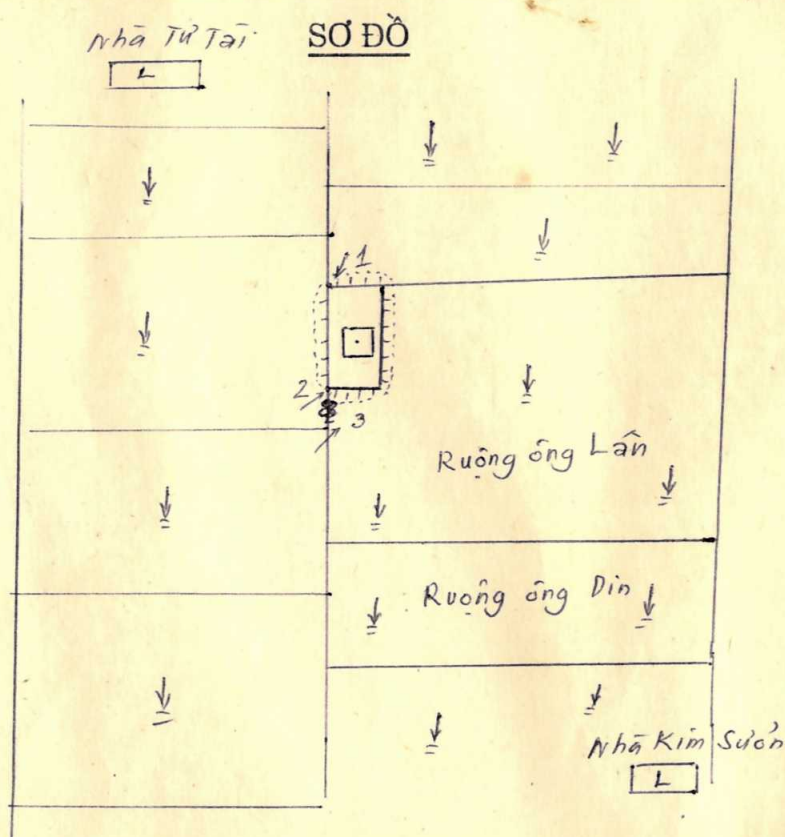 SƠ ĐỒ
Nhà Tư Tài
L
1
2
3
Ruộng ông Lân
Ruộng ông Din
Nhà Kim Sươn
L